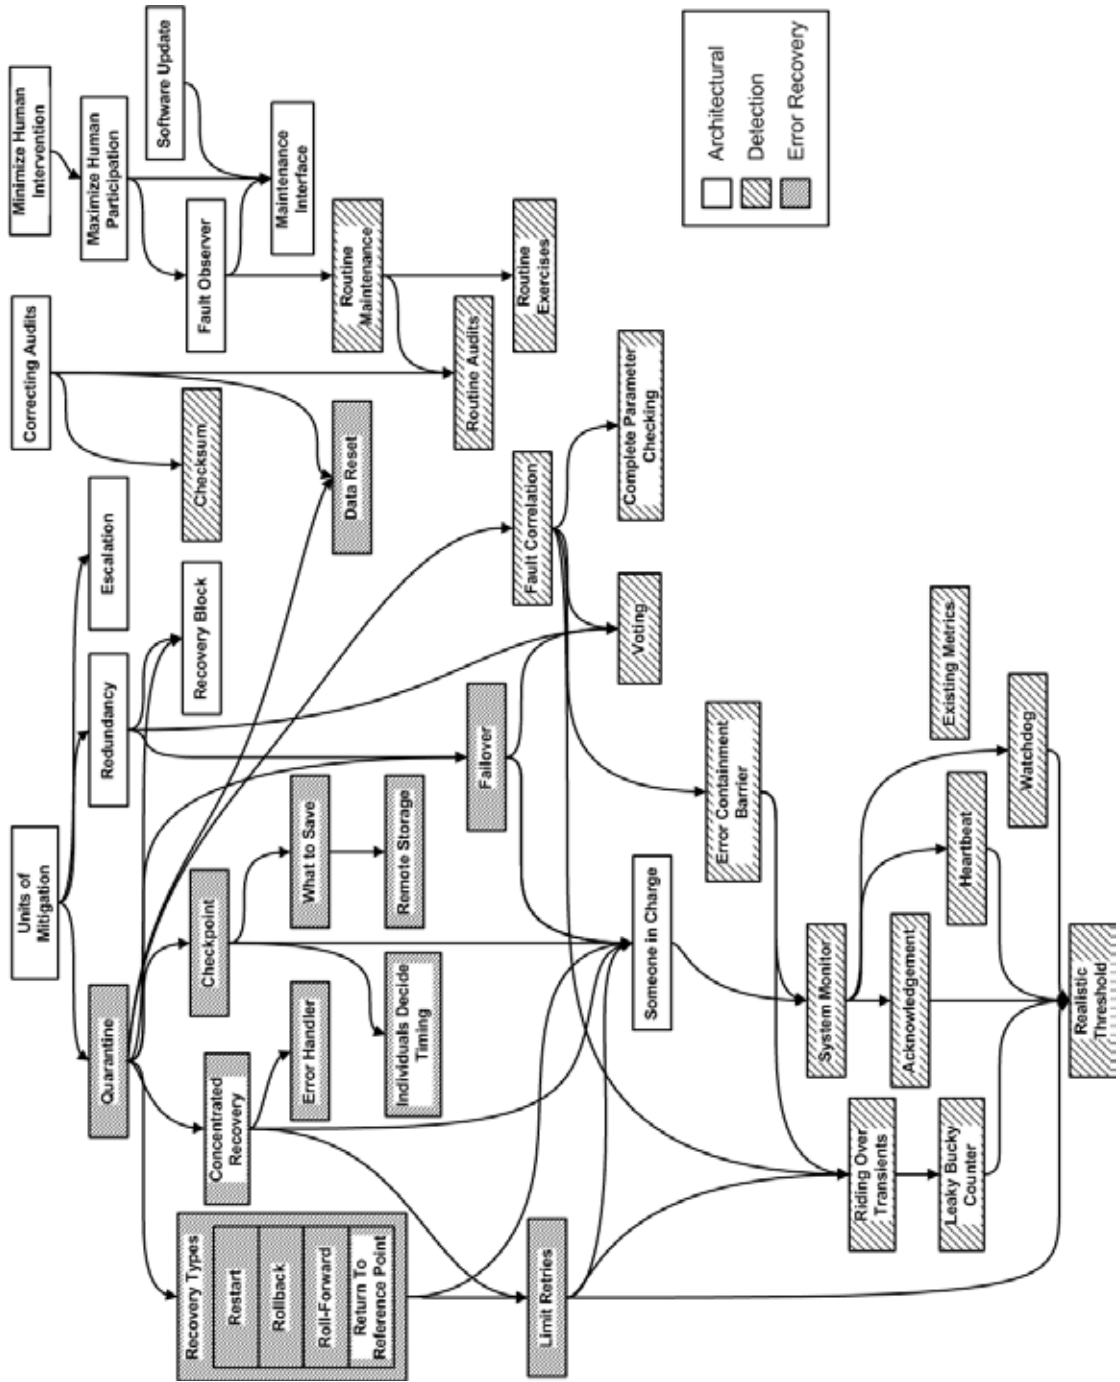 Units of
Mitigation
Quarantine
Redundancy
Escalation
Correcting Audits
Minimize Human
Intervention
Maximize Human
Participation
Software Update
Recovery Types
Restart
Rollback
Roll-Forward
Return To
Reference Point
Concentrated
Recovery
Checkpoint
Recovery Block
Checksum
Fault Observer
Maintenance
Interface
Error Handler
What to Save
Data Reset
Routine
Maintenance
Individuals Decide
Timing
Remote Storage
Failover
Routine Audits
Limit Retries
Fault Correlation
Routine
Exercises
Someone in Charge
Voting
Complete Parameter
Checking
Error Containment
Barrier
System Monitor
Riding Over
Transients
Acknowledgement
Heartbeat
Existing Metrics
Leaky Bucky
Counter
Watchdog
Realistic
Threshold
Architectural
Detection
Error Recovery